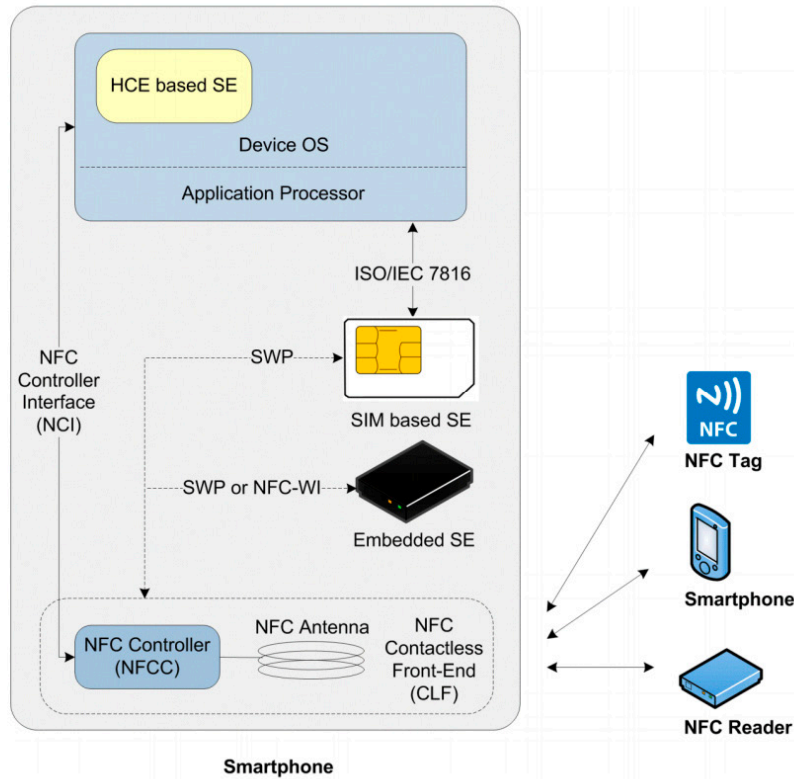 HCE based SE
Device OS
Application Processor
ISO/IEC 7816
NFC
Controller
Interface
(NCI)
SWP
SIM based SE
SWP or NFC-WI
Embedded SE
NFC Controller
(NFCC)
NFC Antenna
NFC
Contactless
Front-End
(CLF)
Smartphone
NFC
NFC Tag
Smartphone
NFC Reader